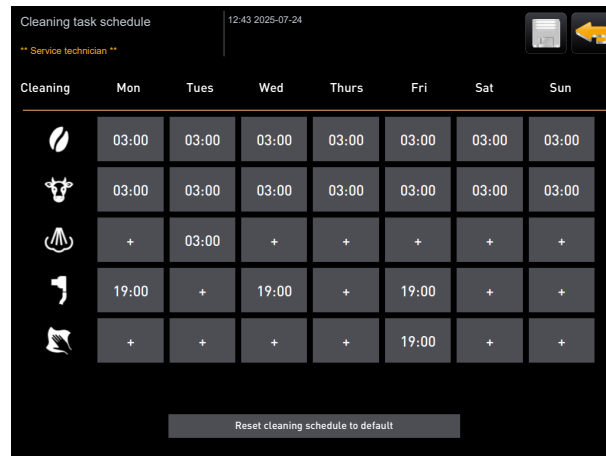 Cleaning task schedule 12:43 2025-07-24
** Service technician **
Cleaning Mon Tues Wed Thurs Fri Sat Sun
03:00 03:00 03:00 03:00 03:00 03:00 03:00
03:00 03:00 03:00 03:00 03:00 03:00 03:00
+ 03:00 + + + + +
19:00 + 19:00 + 19:00 + +
+ + + + 19:00 + +
Reset cleaning schedule to default